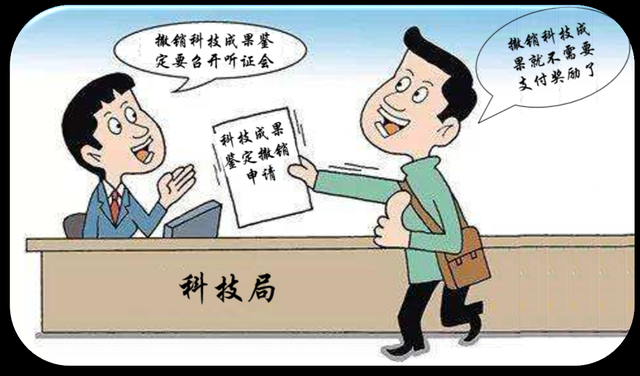 撤销科技成果鉴
定要召开听证会
撤销科技成
果就不需要
支付奖励了
科技成果
鉴定撤销
申请
科技局